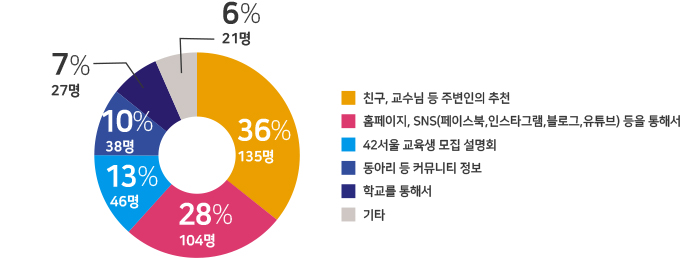 6%
21명
7%
27명
10%
38명
13%
46명
36%
135명
28%
104명
친구, 교수님 등 주변인의 추천
홈페이지, SNS(페이스북,인스타그램,블로그,유튜브) 등을 통해서
42서울 교육생 모집 설명회
동아리 등 커뮤니티 정보
학교를 통해서
기타